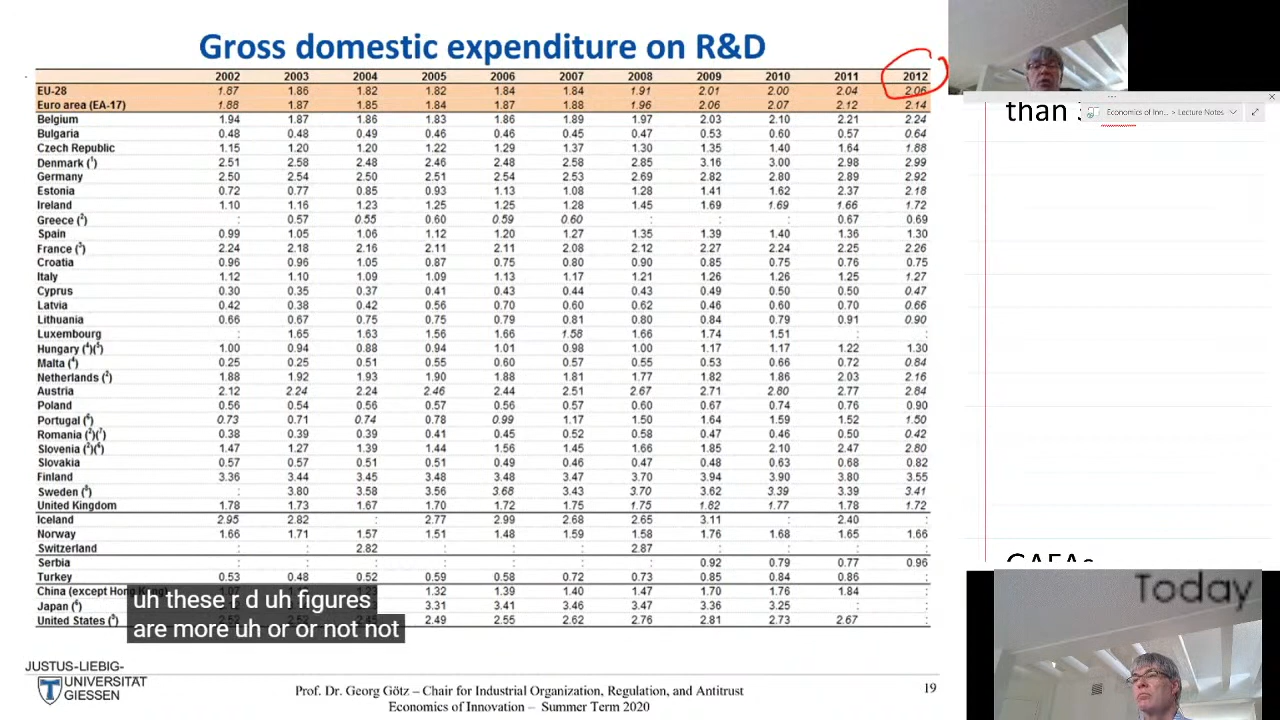 Gross domestic expenditure on R&D
2002 2003 2004 2005 2006 2007 2008 2009 2010 2011 2012
EU-28 1.87 1.86 1.82 1.82 1.84 1.84 1.91 2.01 2.00 2.04 2.06
Euro area (EA-17) 1.88 1.87 1.85 1.84 1.87 1.88 1.96 2.06 2.07 2.12 2.14
Belgium 1.94 1.87 1.86 1.83 1.86 1.89 1.97 2.03 2.10 2.21 2.24
Bulgaria 0.48 0.48 0.49 0.46 0.46 0.45 0.47 0.53 0.60 0.57 0.64
Czech Republic 1.15 1.20 1.20 1.22 1.29 1.37 1.30 1.35 1.40 1.64 1.88
Denmark (¹) 2.51 2.58 2.48 2.46 2.48 2.58 2.85 3.16 3.00 2.98 2.99
Germany 2.50 2.54 2.50 2.51 2.54 2.53 2.69 2.82 2.80 2.89 2.92
Estonia 0.72 0.77 0.85 0.93 1.13 1.08 1.28 1.41 1.62 2.37 2.18
Ireland 1.10 1.16 1.23 1.25 1.25 1.28 1.45 1.69 1.69 1.66 1.72
Greece (²) : 0.57 0.55 0.60 0.59 0.60 : : : 0.67 0.69
Spain 0.99 1.05 1.06 1.12 1.20 1.27 1.35 1.39 1.40 1.36 1.30
France (³) 2.24 2.18 2.16 2.11 2.11 2.08 2.12 2.27 2.24 2.25 2.26
Croatia 0.96 0.96 1.05 0.87 0.75 0.80 0.90 0.85 0.75 0.76 0.75
Italy 1.12 1.10 1.09 1.09 1.13 1.17 1.21 1.26 1.26 1.25 1.27
Cyprus 0.30 0.35 0.37 0.41 0.43 0.44 0.43 0.49 0.50 0.50 0.47
Latvia 0.42 0.38 0.42 0.56 0.70 0.60 0.62 0.46 0.60 0.70 0.66
Lithuania 0.66 0.67 0.75 0.75 0.79 0.81 0.80 0.84 0.79 0.91 0.90
Luxembourg : 1.65 1.63 1.56 1.66 1.58 1.66 1.74 1.51 : :
Hungary (⁴)(⁵) 1.00 0.94 0.88 0.94 1.01 0.98 1.00 1.17 1.17 1.22 1.30
Malta (⁴) 0.25 0.25 0.51 0.55 0.60 0.57 0.55 0.53 0.66 0.72 0.84
Netherlands (²) 1.88 1.92 1.93 1.90 1.88 1.81 1.77 1.82 1.86 2.03 2.16
Austria 2.12 2.24 2.24 2.46 2.44 2.51 2.67 2.71 2.80 2.77 2.84
Poland 0.56 0.54 0.56 0.57 0.56 0.57 0.60 0.67 0.74 0.76 0.90
Portugal (⁶) 0.73 0.71 0.74 0.78 0.99 1.17 1.50 1.64 1.59 1.52 1.50
Romania (²)(⁷) 0.38 0.39 0.39 0.41 0.45 0.52 0.58 0.47 0.46 0.50 0.42
Slovenia (²)(⁶) 1.47 1.27 1.39 1.44 1.56 1.45 1.66 1.85 2.10 2.47 2.80
Slovakia 0.57 0.57 0.51 0.51 0.49 0.46 0.47 0.48 0.63 0.68 0.82
Finland 3.36 3.44 3.45 3.48 3.48 3.47 3.70 3.94 3.90 3.80 3.55
Sweden (⁵) : 3.80 3.58 3.56 3.68 3.43 3.70 3.62 3.39 3.39 3.41
United Kingdom 1.78 1.73 1.67 1.70 1.72 1.75 1.75 1.82 1.77 1.78 1.72
Iceland 2.95 2.82 : 2.77 2.99 2.68 2.65 3.11 : 2.40 :
Norway 1.66 1.71 1.57 1.51 1.48 1.59 1.58 1.76 1.68 1.65 1.66
Switzerland : : 2.82 : : : 2.87 : : : :
Serbia : : : : : : : 0.92 0.79 0.77 0.96
Turkey 0.53 0.48 0.52 0.59 0.58 0.72 0.73 0.85 0.84 0.86 :
China (except Hong 1.32 1.39 1.40 1.47 1.70 1.76 1.84 :
Japan (⁴) 3.31 3.41 3.46 3.47 3.36 3.25 : :
United States (⁵) 2.49 2.55 2.62 2.76 2.81 2.73 2.67 :
uh these r d uh figures
are more uh or or not not
JUSTUS-LIEBIG-
UNIVERSITÄT
GIESSEN
Prof. Dr. Georg Götz – Chair for Industrial Organization, Regulation, and Antitrust
Economics of Innovation – Summer Term 2020
19
than
Economics of Inn... > Lecture Notes
GAFAs
Today